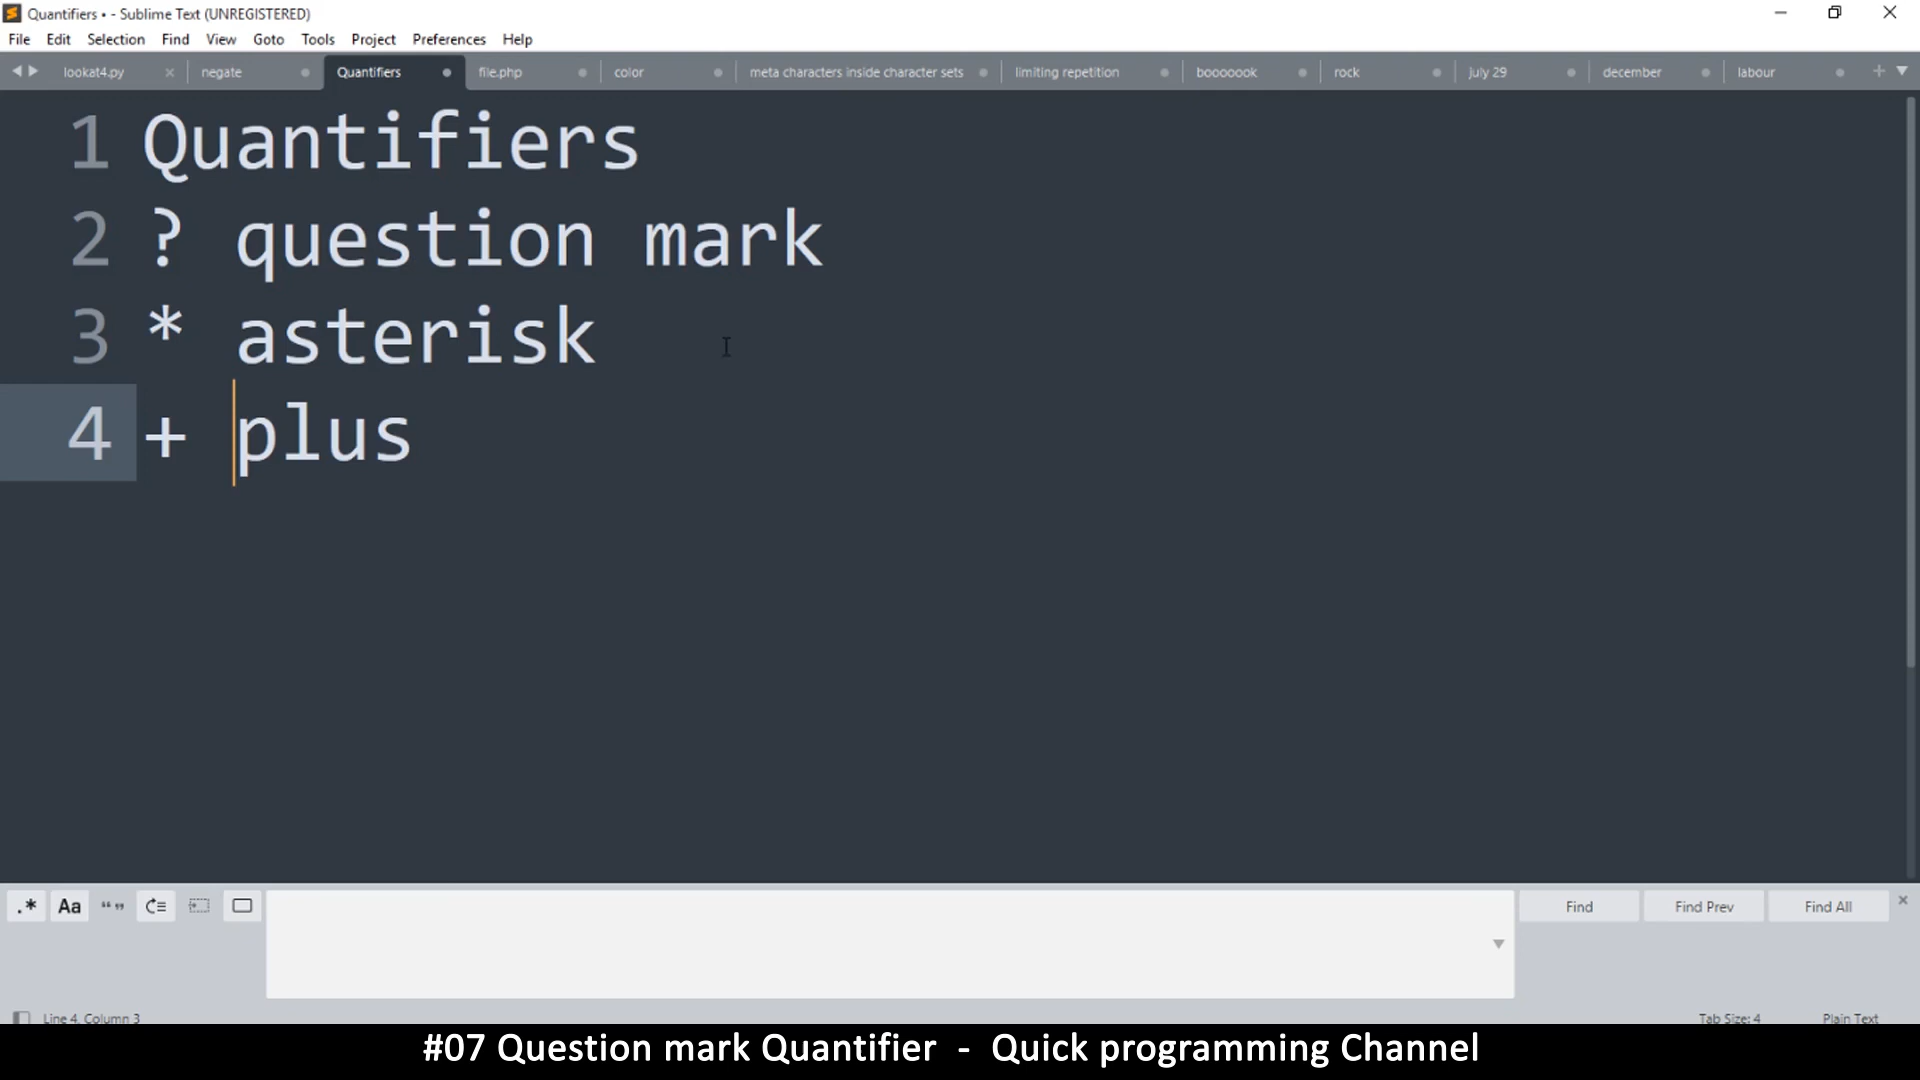 Quantifiers • - Sublime Text (UNREGISTERED)
File Edit Selection Find View Goto Tools Project Preferences Help
lookat4.py negate Quantifiers file.php color meta characters inside character sets limiting repetition booooook rock july 29 december labour
1 Quantifiers
2 ? question mark
3 * asterisk
4 + plus
.* Aa “ ” Find Find Prev Find All
Line 4, Column 3 Tab Size: 4 Plain Text
#07 Question mark Quantifier - Quick programming Channel